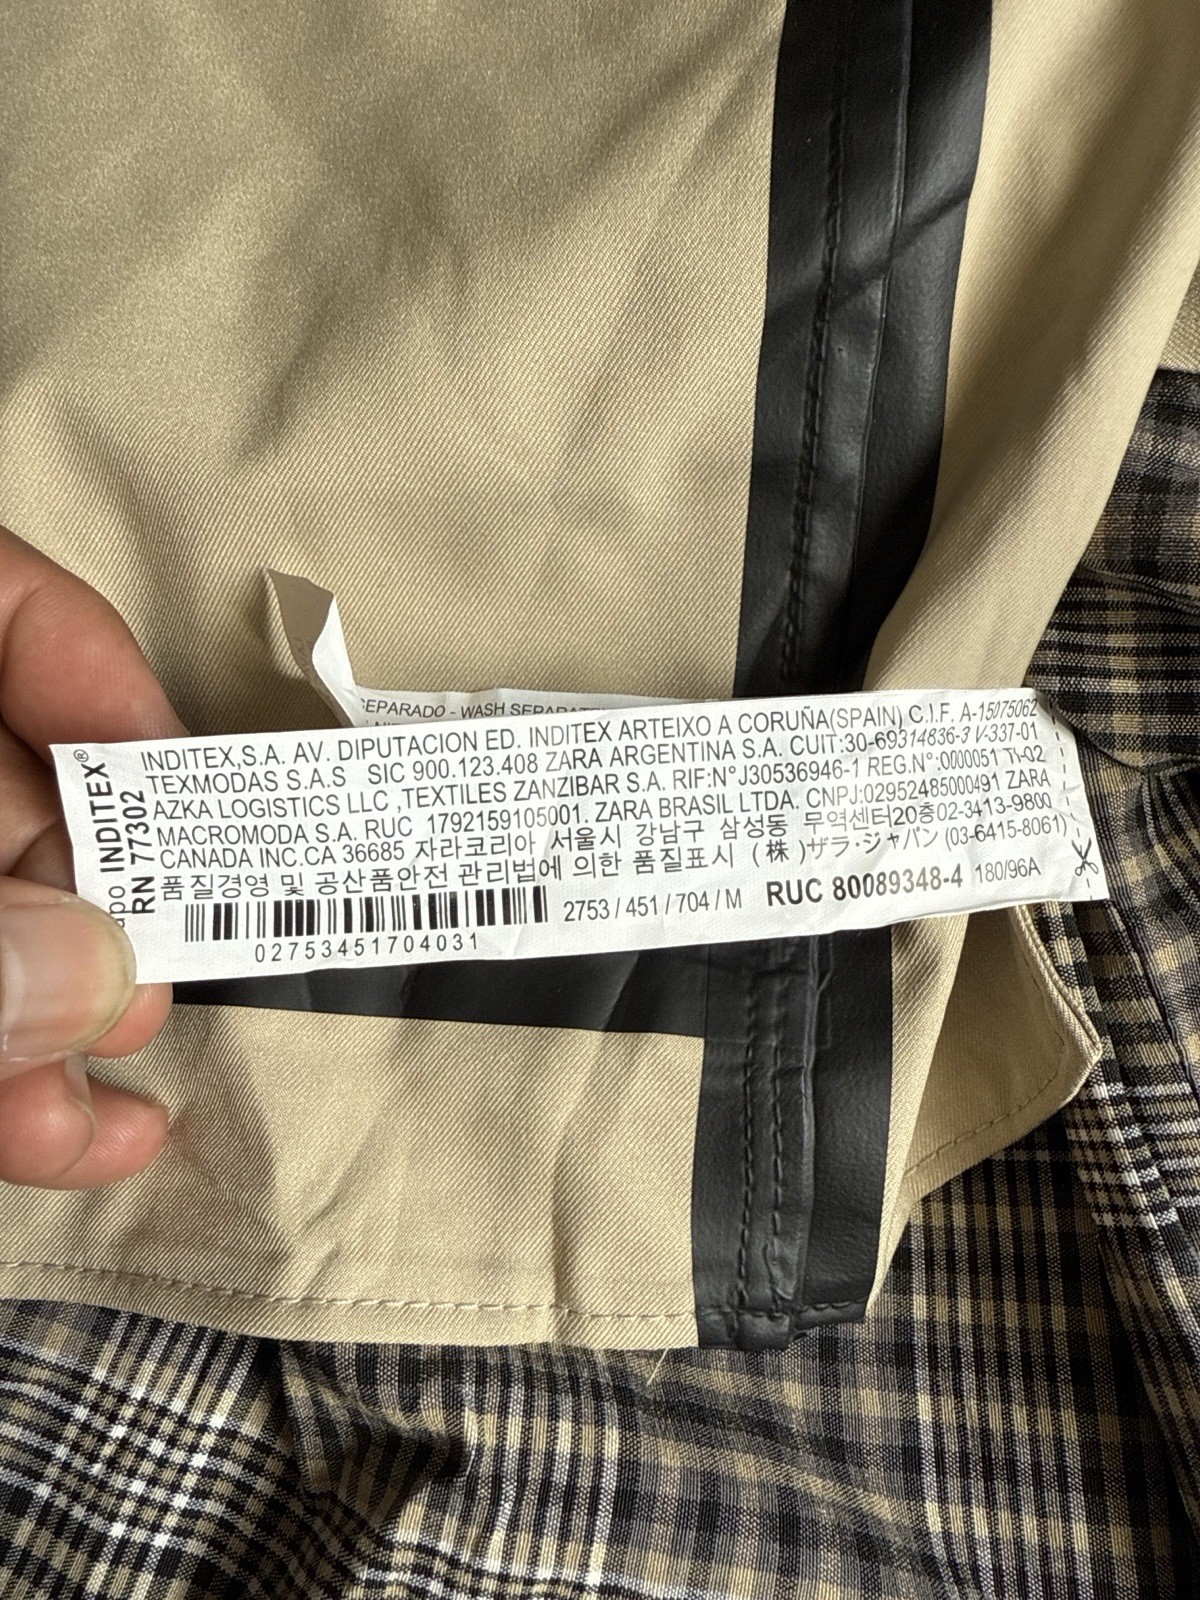 SEPARADO - WASH SEPARATE
INDITEX®
RN 77302
INDITEX,S.A. AV. DIPUTACION ED. INDITEX ARTEIXO A CORUÑA(SPAIN) C.I.F. A-15075062
TEXMODAS S.A.S SIC 900.123.408 ZARA ARGENTINA S.A. CUIT:30-69314836-3 V-337-01
AZKA LOGISTICS LLC ,TEXTILES ZANZIBAR S.A. RIF:N°J30536946-1 REG.N°:0000051 TI-02
MACROMODA S.A. RUC 1792159105001. ZARA BRASIL LTDA. CNPJ:02952485000491 ZARA
CANADA INC.CA 36685 자라코리아 서울시 강남구 삼성동 무역센터20층02-3413-9800
품질경영 및 공산품안전 관리법에 의한 품질표시 (株)ザラ・ジャパン (03-6415-8061)
2753 / 451 / 704 / M RUC 80089348-4 180/96A
02753451704031